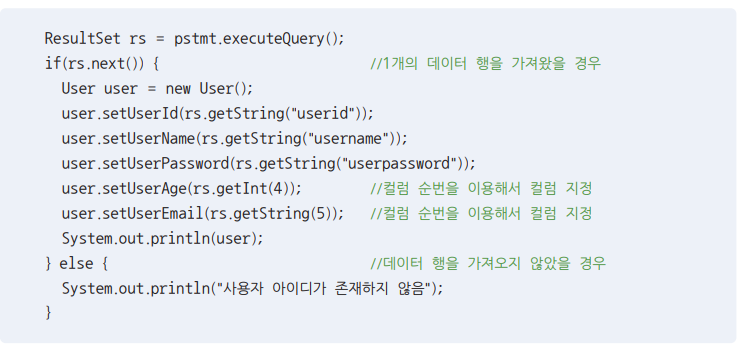 ResultSet rs = pstmt.executeQuery();
if(rs.next()) { //1개의 데이터 행을 가져왔을 경우
User user = new User();
user.setUserId(rs.getString("userid"));
user.setUserName(rs.getString("username"));
user.setUserPassword(rs.getString("userpassword"));
user.setUserAge(rs.getInt(4)); //컬럼 순번을 이용해서 컬럼 지정
user.setUserEmail(rs.getString(5)); //컬럼 순번을 이용해서 컬럼 지정
System.out.println(user);
} else { //데이터 행을 가져오지 않았을 경우
System.out.println("사용자 아이디가 존재하지 않음");
}